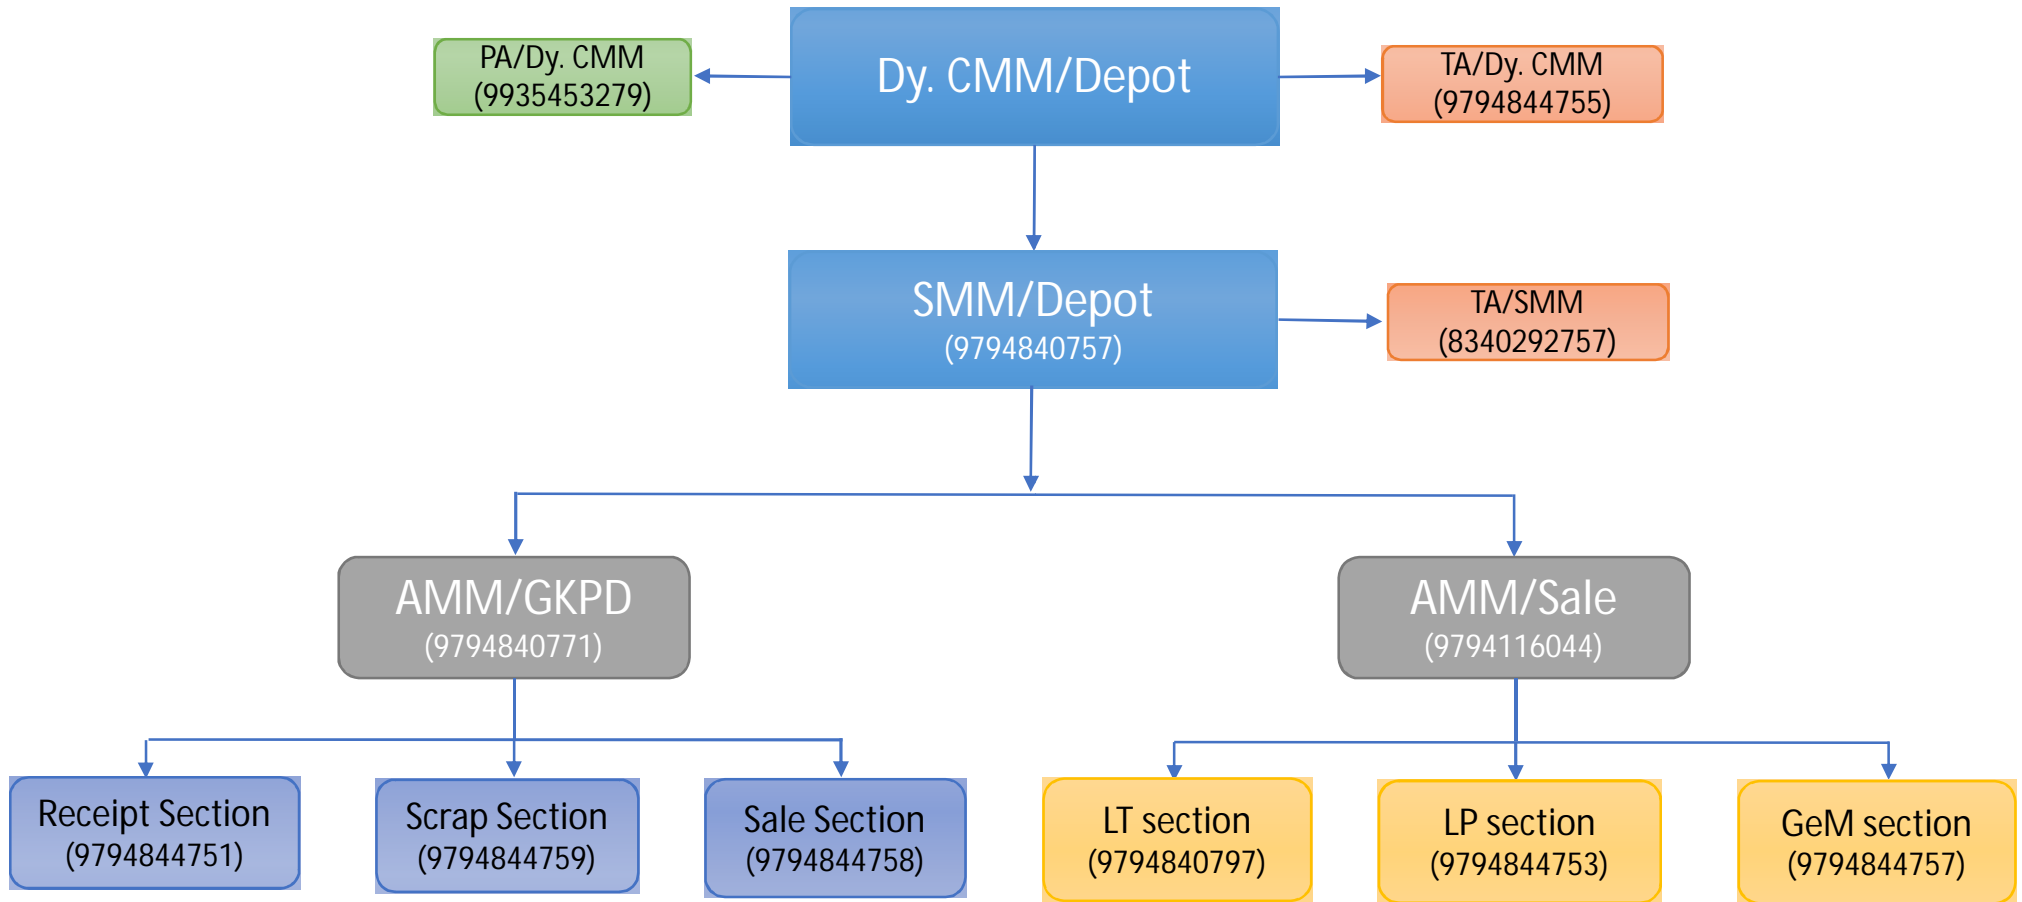 PA/Dy. CMM
(9935453279)
Dy. CMM/Depot
TA/Dy. CMM
(9794844755)
SMM/Depot
(9794840757)
TA/SMM
(8340292757)
AMM/GKPD
(9794840771)
AMM/Sale
(9794116044)
Receipt Section
(9794844751)
Scrap Section
(9794844759)
Sale Section
(9794844758)
LT section
(9794840797)
LP section
(9794844753)
GeM section
(9794844757)